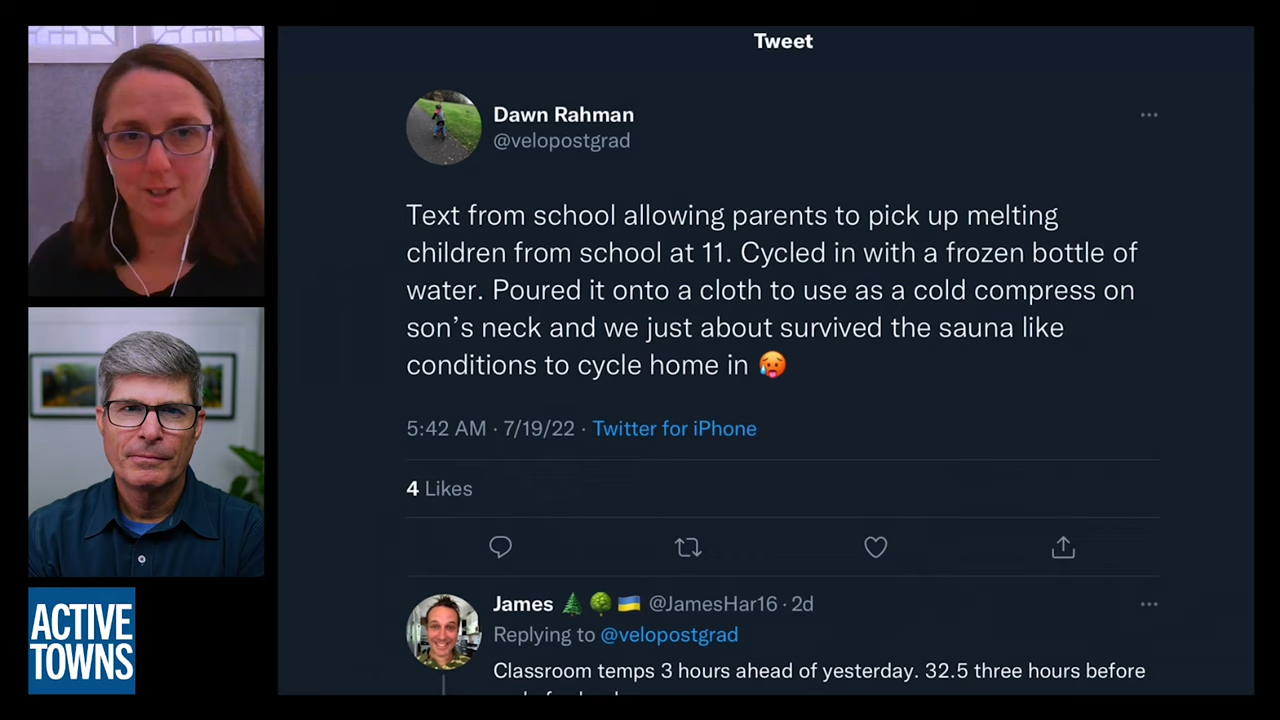 Tweet
Dawn Rahman
@velopostgrad
Text from school allowing parents to pick up melting
children from school at 11. Cycled in with a frozen bottle of
water. Poured it onto a cloth to use as a cold compress on
son's neck and we just about survived the sauna like
conditions to cycle home in 🥵
5:42 AM · 7/19/22 · Twitter for iPhone
4 Likes
James 🌲🌳🇺🇦 @JamesHar16 · 2d
Replying to @velopostgrad
Classroom temps 3 hours ahead of yesterday. 32.5 three hours before
ACTIVE
TOWNS